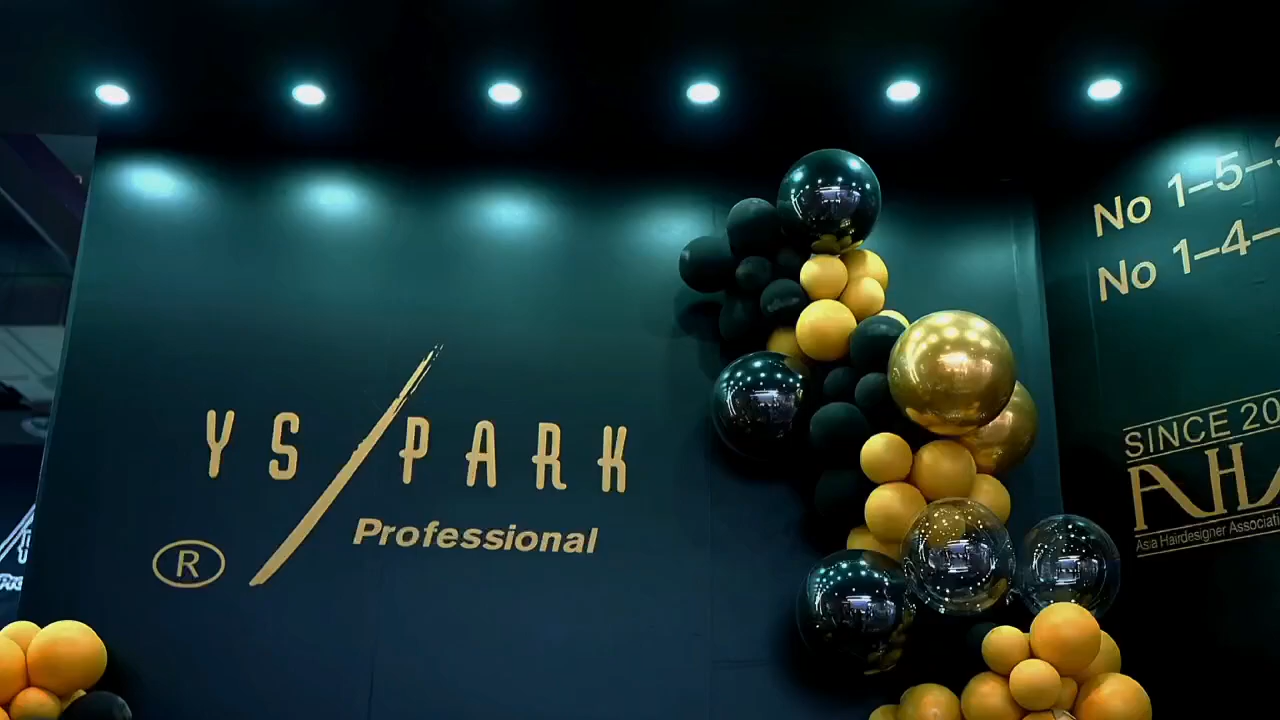 YS/PARK
Professional
®
No 1-5-
No 1-4-
SINCE 20
AHA
Asia Hairdesigner Associati